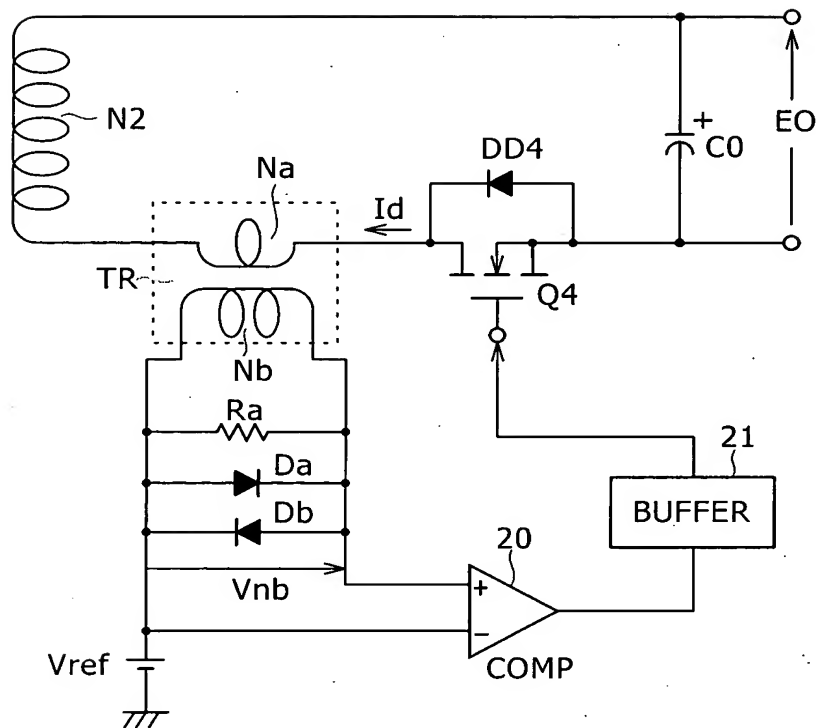 N2
Na
TR
Nb
Id
DD4
Q4
+
C0
EO
Ra
Da
Db
Vnb
21
BUFFER
20
+
−
COMP
Vref